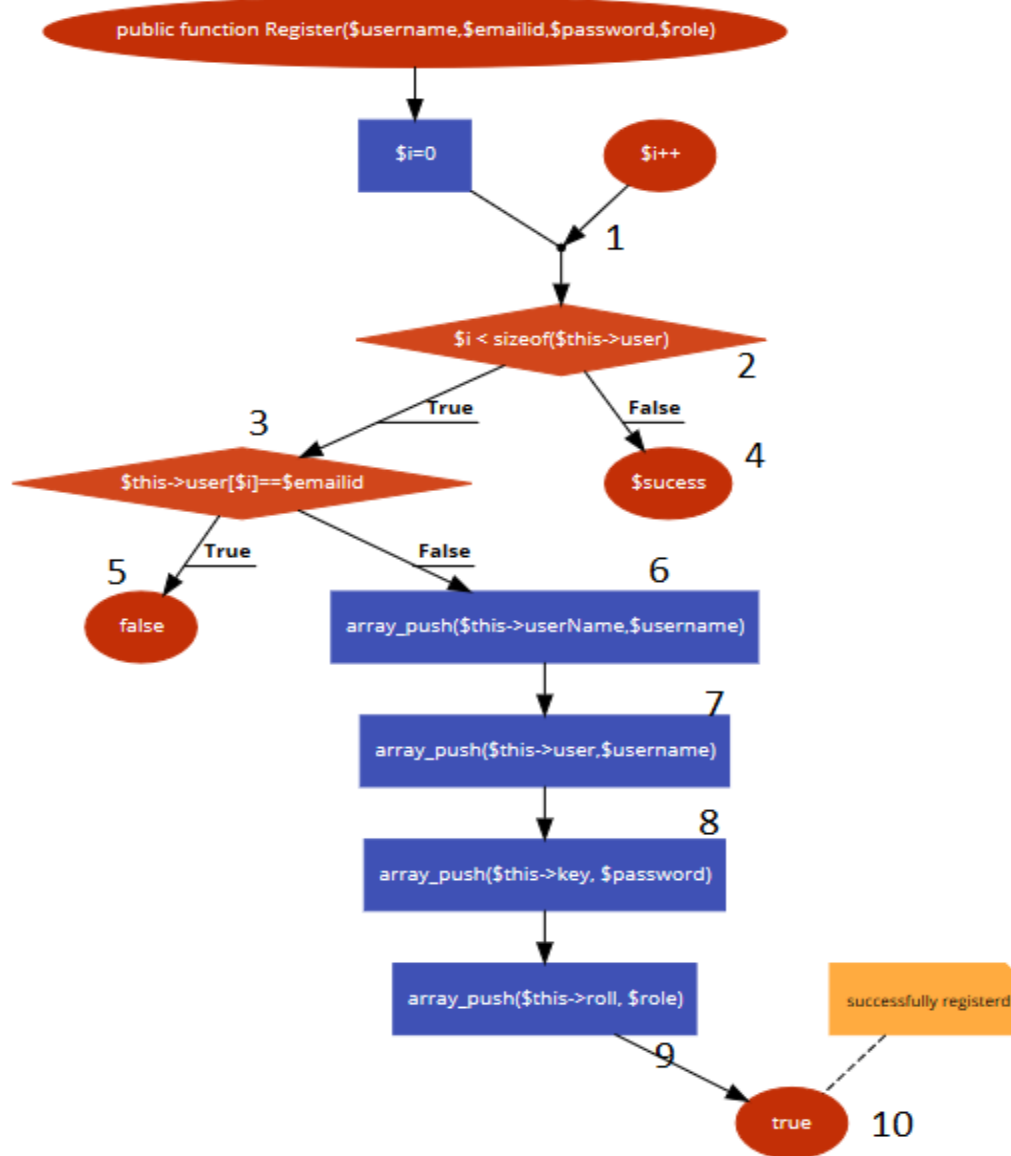 public function Register($username,$emailid,$password,$role)
$i=0
$i++
1
$i < sizeof($this->user)
2
True
False
3
4
$this->user[$i]==$emailid
$sucess
True
False
5
6
false
array_push($this->userName,$username)
7
array_push($this->user,$username)
8
array_push($this->key, $password)
array_push($this->roll, $role)
successfully registerd
9
true
10